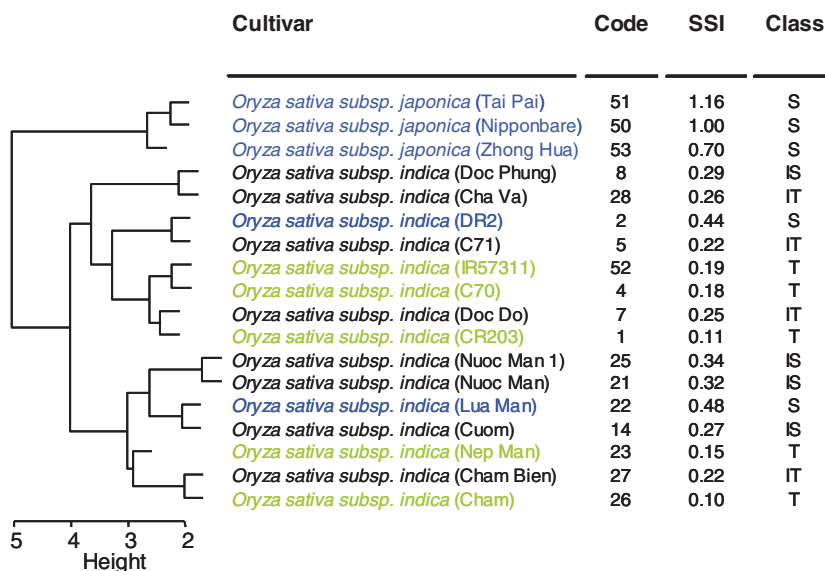 Cultivar Code SSI Class
Oryza sativa subsp. japonica (Tai Pai) 51 1.16 S
Oryza sativa subsp. japonica (Nipponbare) 50 1.00 S
Oryza sativa subsp. japonica (Zhong Hua) 53 0.70 S
Oryza sativa subsp. indica (Doc Phung) 8 0.29 IS
Oryza sativa subsp. indica (Cha Va) 28 0.26 IT
Oryza sativa subsp. indica (DR2) 2 0.44 S
Oryza sativa subsp. indica (C71) 5 0.22 IT
Oryza sativa subsp. indica (IR57311) 52 0.19 T
Oryza sativa subsp. indica (C70) 4 0.18 T
Oryza sativa subsp. indica (Doc Do) 7 0.25 IT
Oryza sativa subsp. indica (CR203) 1 0.11 T
Oryza sativa subsp. indica (Nuoc Man 1) 25 0.34 IS
Oryza sativa subsp. indica (Nuoc Man) 21 0.32 IS
Oryza sativa subsp. indica (Lua Man) 22 0.48 S
Oryza sativa subsp. indica (Cuom) 14 0.27 IS
Oryza sativa subsp. indica (Nep Man) 23 0.15 T
Oryza sativa subsp. indica (Cham Bien) 27 0.22 IT
Oryza sativa subsp. indica (Cham) 26 0.10 T
5 4 3 2
Height